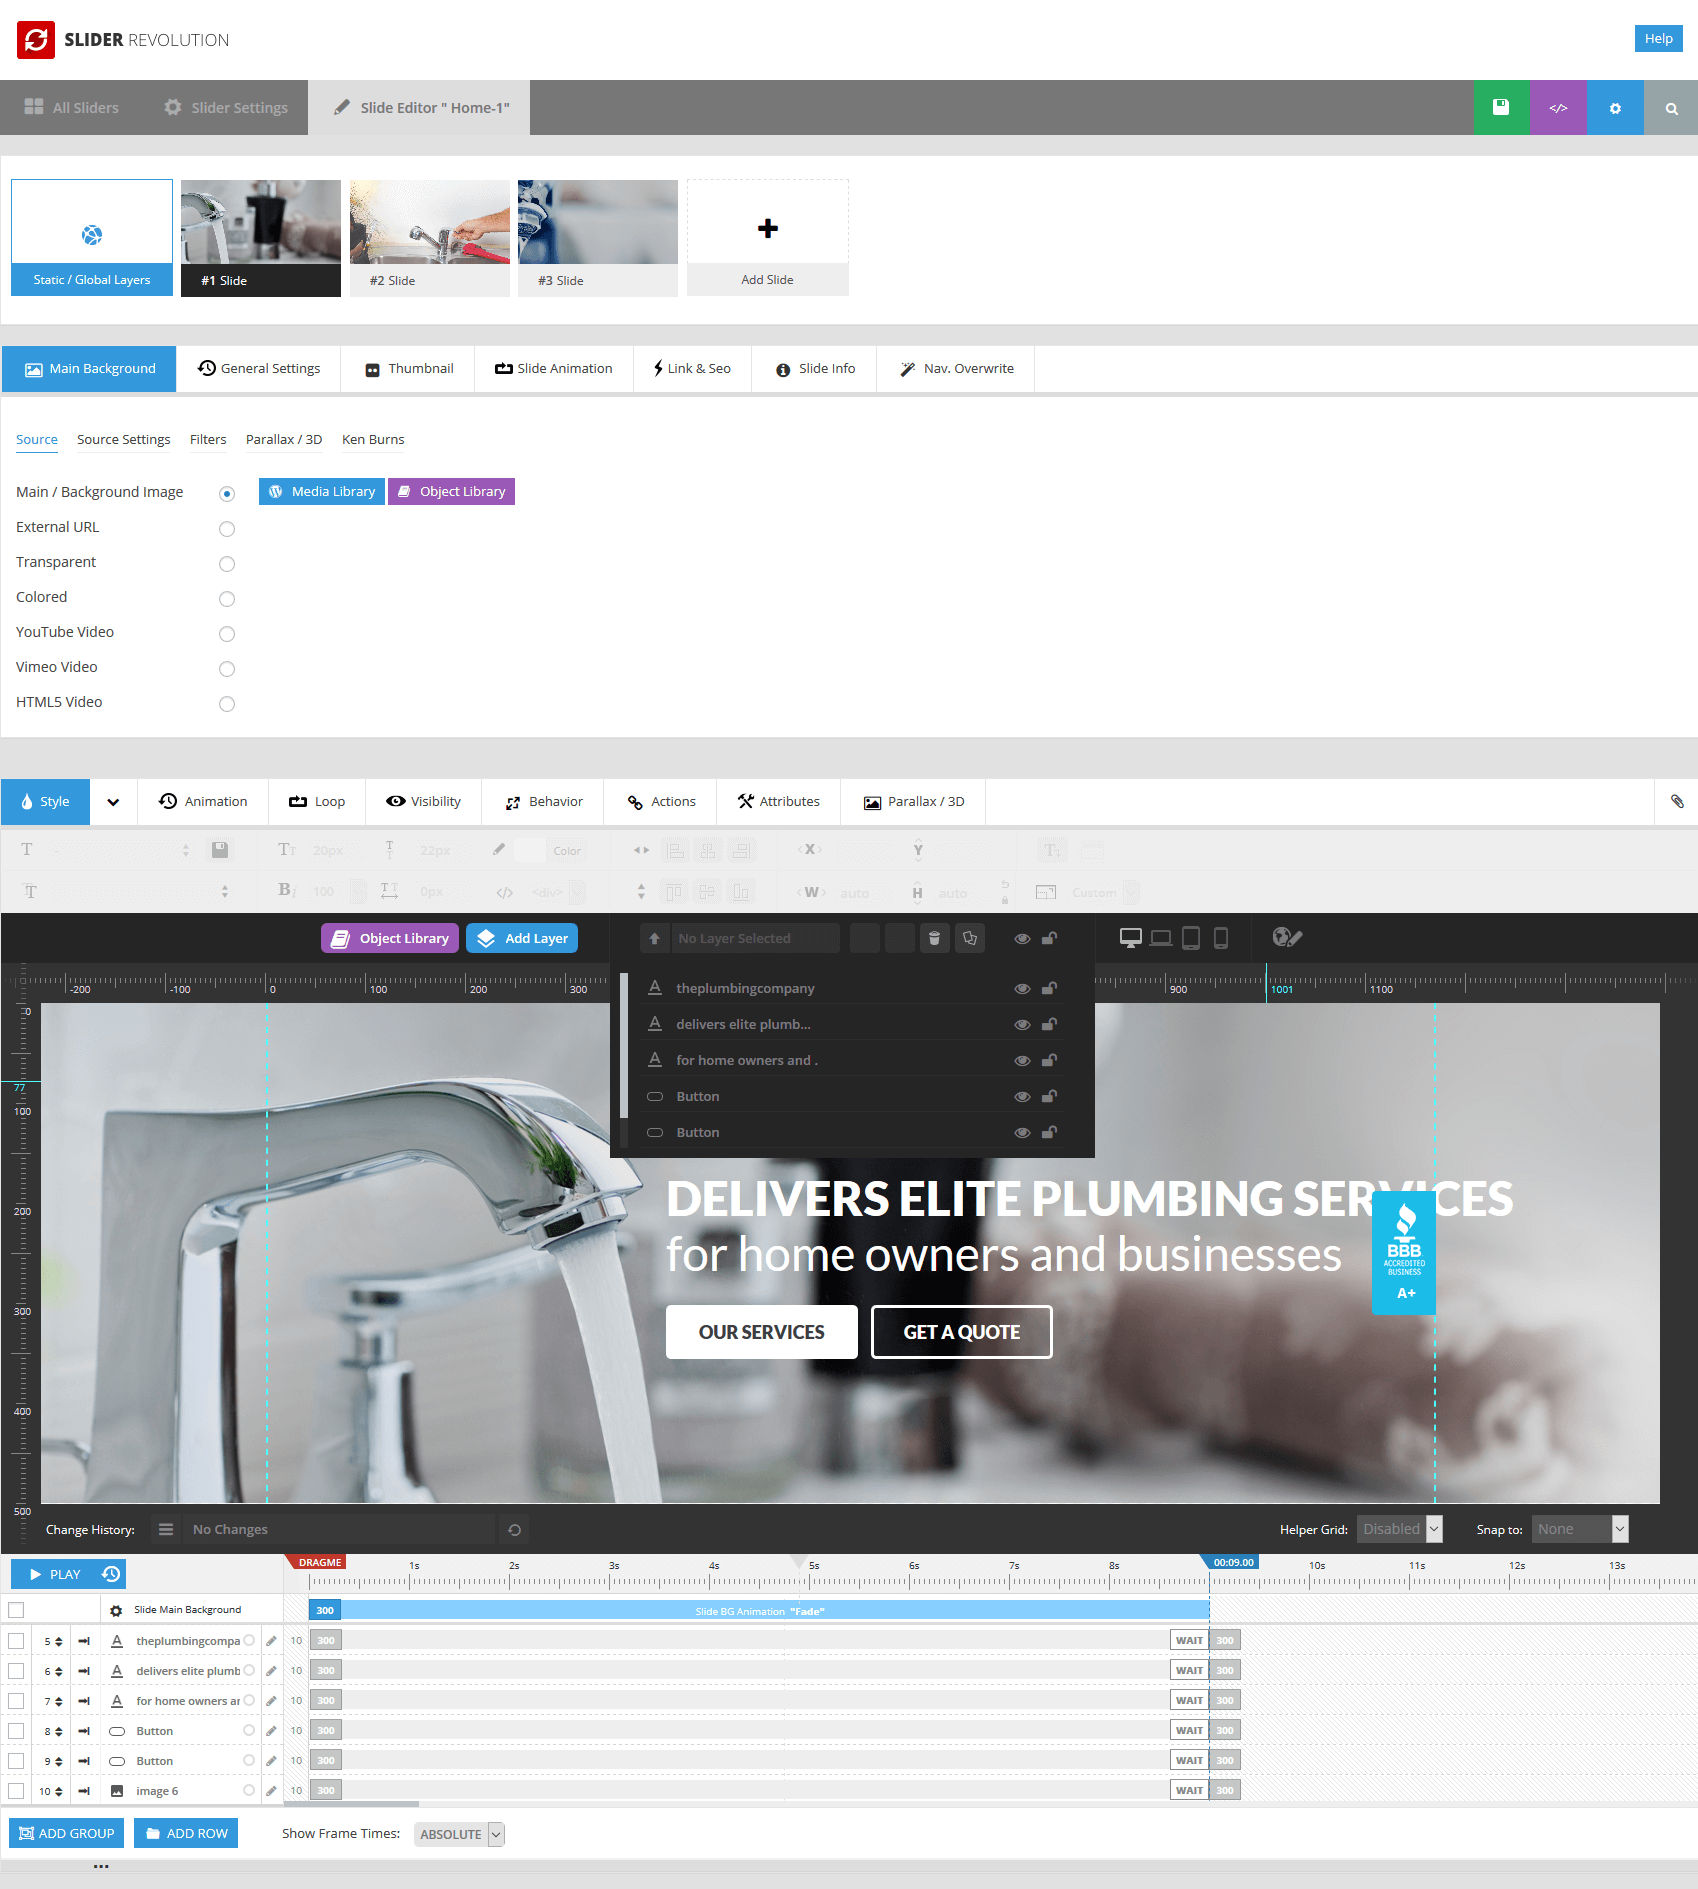 SLIDER REVOLUTION
Help
All Sliders
Slider Settings
Slide Editor " Home-1"
</>
Static / Global Layers
#1 Slide
#2 Slide
#3 Slide
Add Slide
Main Background
General Settings
Thumbnail
Slide Animation
Link & Seo
Slide Info
Nav. Overwrite
Source
Source Settings
Filters
Parallax / 3D
Ken Burns
Main / Background Image
Media Library
Object Library
External URL
Transparent
Colored
YouTube Video
Vimeo Video
HTML5 Video
Style
Animation
Loop
Visibility
Behavior
Actions
Attributes
Parallax / 3D
20px
22px
Color
X
Y
100
0px
</>
<div>
W
auto
H
auto
Custom
Object Library
Add Layer
No Layer Selected
-200 -100 0 100 200 300 900 1001 1100
theplumbingcompany
delivers elite plumb...
for home owners and .
Button
Button
0
77
100
200
300
400
500
DELIVERS ELITE PLUMBING SERVICES
for home owners and businesses
OUR SERVICES
GET A QUOTE
BBB
ACCREDITED
BUSINESS
A+
Change History:
No Changes
Helper Grid:
Disabled
Snap to:
None
PLAY
DRAGME 1s 2s 3s 4s 5s 6s 7s 8s 00:09.00 10s 11s 12s 13s
Slide Main Background
300
Slide BG Animation "Fade"
5 theplumbingcompa 10 300 WAIT 300
6 delivers elite plumb 10 300 WAIT 300
7 for home owners ar 10 300 WAIT 300
8 Button 10 300 WAIT 300
9 Button 10 300 WAIT 300
10 image 6 10 300 WAIT 300
ADD GROUP
ADD ROW
Show Frame Times:
ABSOLUTE